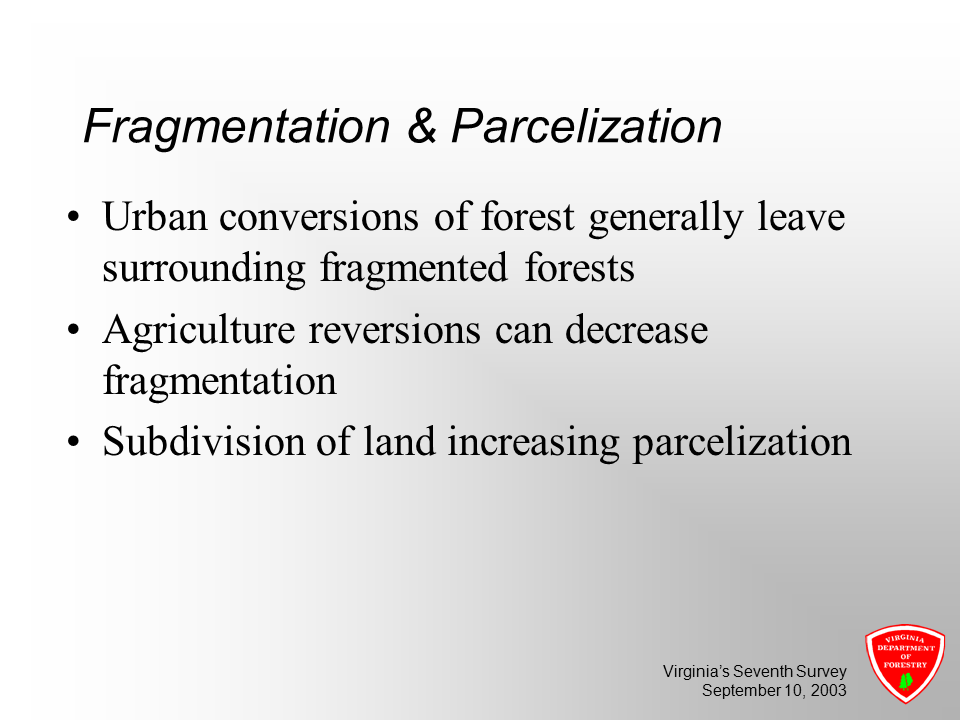 Fragmentation & Parcelization
• Urban conversions of forest generally leave
surrounding fragmented forests
• Agriculture reversions can decrease
fragmentation
• Subdivision of land increasing parcelization
Virginia’s Seventh Survey
September 10, 2003
VIRGINIA
DEPARTMENT
OF
FORESTRY